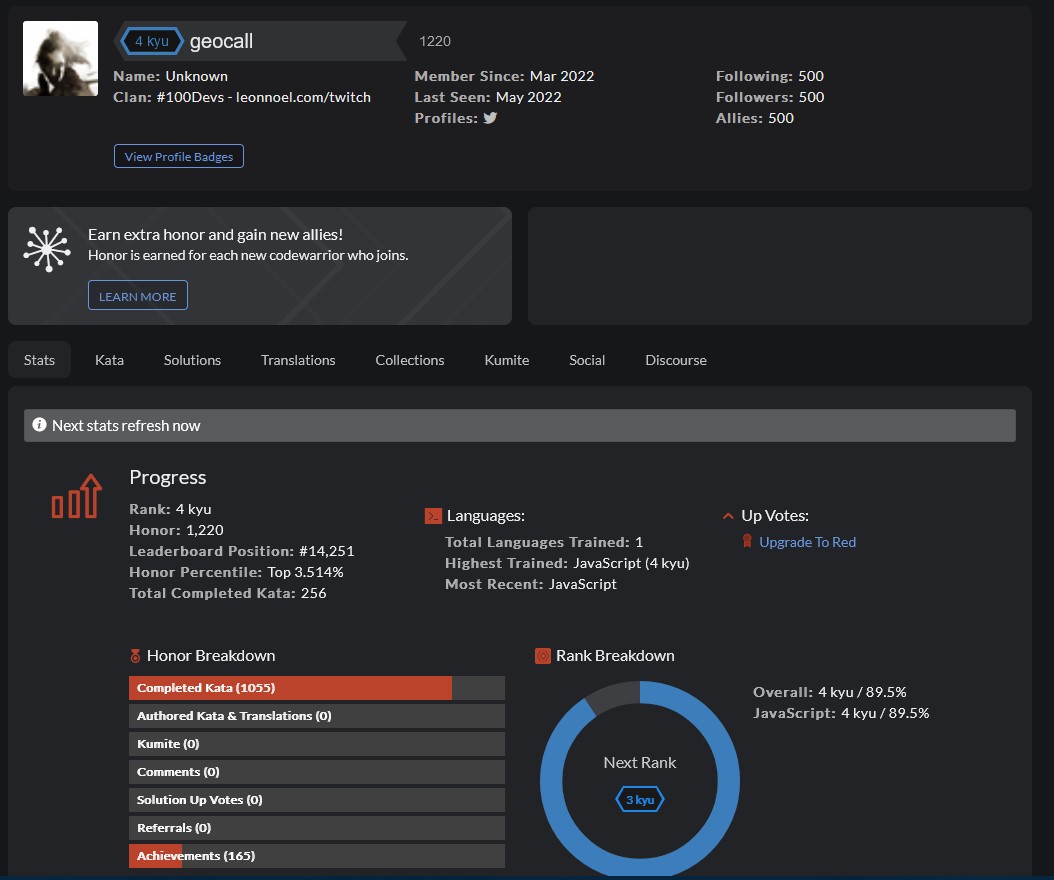 4 kyu geocall 1220
Name: Unknown
Clan: #100Devs - leonnoel.com/twitch
Member Since: Mar 2022
Last Seen: May 2022
Profiles:
Following: 500
Followers: 500
Allies: 500
View Profile Badges
Earn extra honor and gain new allies!
Honor is earned for each new codewarrior who joins.
LEARN MORE
Stats Kata Solutions Translations Collections Kumite Social Discourse
Next stats refresh now
Progress
Rank: 4 kyu
Honor: 1,220
Leaderboard Position: #14,251
Honor Percentile: Top 3.514%
Total Completed Kata: 256
Languages:
Total Languages Trained: 1
Highest Trained: JavaScript (4 kyu)
Most Recent: JavaScript
Up Votes:
Upgrade To Red
Honor Breakdown
Completed Kata (1055)
Authored Kata & Translations (0)
Kumite (0)
Comments (0)
Solution Up Votes (0)
Referrals (0)
Achievements (165)
Rank Breakdown
Next Rank
3 kyu
Overall: 4 kyu / 89.5%
JavaScript: 4 kyu / 89.5%